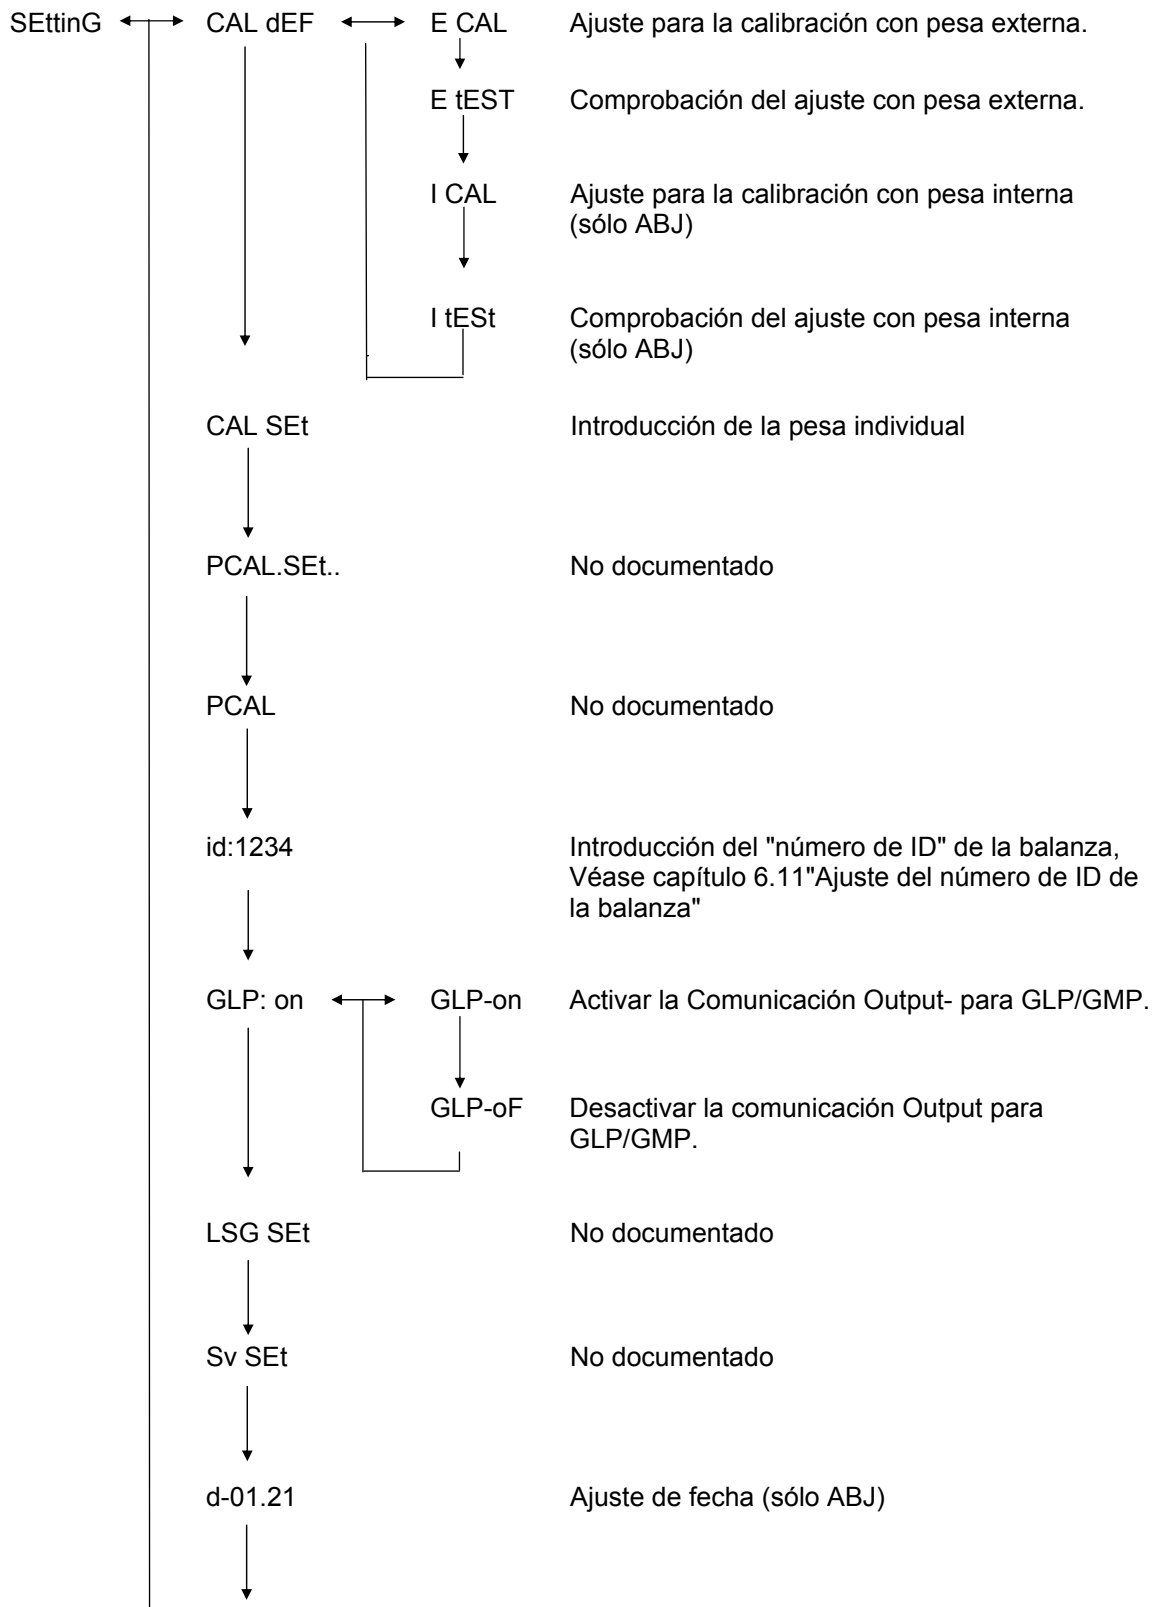 SEttinG CAL dEF E CAL Ajuste para la calibración con pesa externa.
E tEST Comprobación del ajuste con pesa externa.
I CAL Ajuste para la calibración con pesa interna
(sólo ABJ)
I tESt Comprobación del ajuste con pesa interna
(sólo ABJ)
CAL SEt Introducción de la pesa individual
PCAL.SEt.. No documentado
PCAL No documentado
id:1234 Introducción del "número de ID" de la balanza,
Véase capítulo 6.11"Ajuste del número de ID de
la balanza"
GLP: on GLP-on Activar la Comunicación Output- para GLP/GMP.
GLP-oF Desactivar la comunicación Output para
GLP/GMP.
LSG SEt No documentado
Sv SEt No documentado
d-01.21 Ajuste de fecha (sólo ABJ)